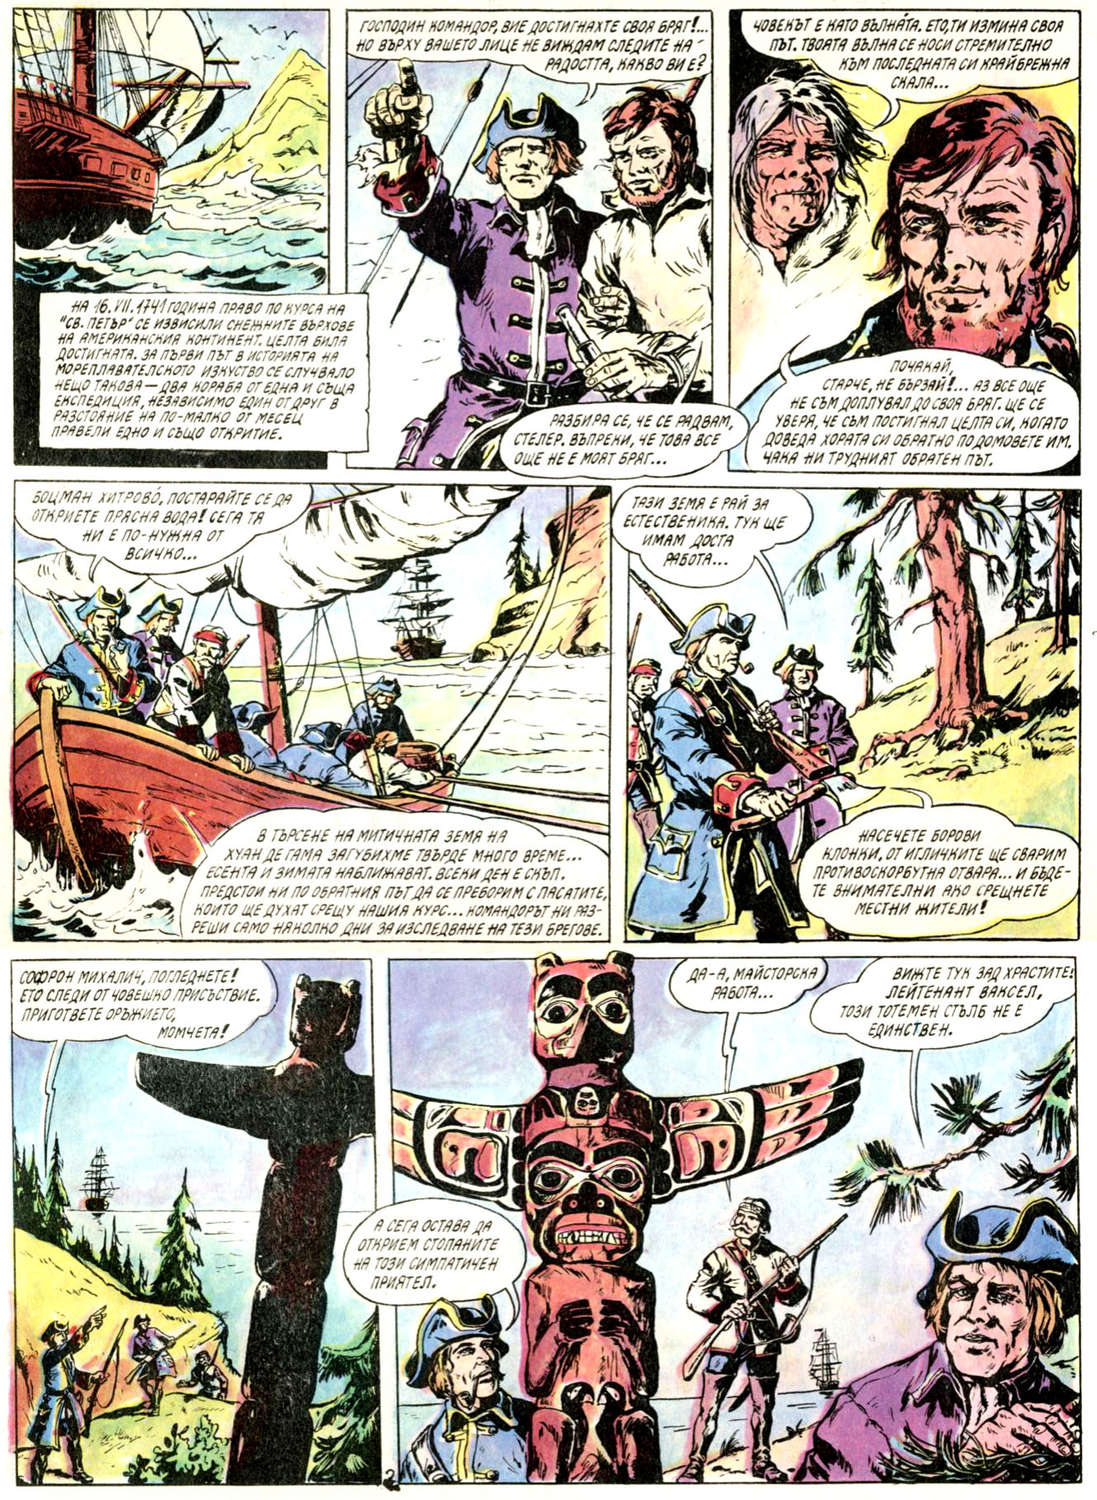 НА 16. VII. 1741 ГОДИНА ПРАВО ПО КУРСА НА
"СВ. ПЕТЪР" СЕ ИЗВИСИЛИ СНЕЖНИТЕ ВЪРХОВЕ
НА АМЕРИКАНСКИЯ КОНТИНЕНТ. ЦЕЛТА БИЛА
ДОСТИГНАТА. ЗА ПЪРВИ ПЪТ В ИСТОРИЯТА НА
МОРЕПЛАВАТЕЛСКОТО ИЗКУСТВО СЕ СЛУЧВАЛО
НЕЩО ТАКОВА — ДВА КОРАБА ОТ ЕДНА И СЪЩА
ЕКСПЕДИЦИЯ, НЕЗАВИСИМО ЕДИН ОТ ДРУГ В
РАЗСТОЯНИЕ НА ПО-МАЛКО ОТ МЕСЕЦ
ПРАВЕЛИ ЕДНО И СЪЩО ОТКРИТИЕ.
ГОСПОДИН КОМАНДОР, ВИЕ ДОСТИГНАХТЕ СВОЯ БРЯГ!...
НО ВЪРХУ ВАШЕТО ЛИЦЕ НЕ ВИЖДАМ СЛЕДИТЕ НА
РАДОСТТА, КАКВО ВИ Е?
РАЗБИРА СЕ, ЧЕ СЕ РАДВАМ,
СТЕЛЕР. ВЪПРЕКИ, ЧЕ ТОВА ВСЕ
ОЩЕ НЕ Е МОЯТ БРЯГ...
ЧОВЕКЪТ Е КАТО ВЪЛНА́ТА. ЕТО, ТИ ИЗМИНА СВОЯ
ПЪТ. ТВОЯТА ВЪЛНА СЕ НОСИ СТРЕМИТЕЛНО
КЪМ ПОСЛЕДНАТА СИ КРАЙБРЕЖНА
СКАЛА...
ПОЧАКАЙ,
СТАРЧЕ, НЕ БЪРЗАЙ!... АЗ ВСЕ ОЩЕ
НЕ СЪМ ДОПЛУВАЛ ДО СВОЯ БРЯГ. ЩЕ СЕ
УВЕРЯ, ЧЕ СЪМ ПОСТИГНАЛ ЦЕЛТА СИ, КОГАТО
ДОВЕДА ХОРАТА СИ ОБРАТНО ПО ДОМОВЕТЕ ИМ.
ЧАКА НИ ТРУДНИЯТ ОБРАТЕН ПЪТ.
БОЦМАН ХИТРОВО́, ПОСТАРАЙТЕ СЕ ДА
ОТКРИЕТЕ ПРЯСНА ВОДА! СЕГА ТЯ
НИ Е ПО-НУЖНА ОТ
ВСИЧКО...
В ТЪРСЕНЕ НА МИТИЧНАТА ЗЕМЯ НА
ХУАН ДЕ ГАМА ЗАГУБИХМЕ ТВЪРДЕ МНОГО ВРЕМЕ...
ЕСЕНТА И ЗИМАТА НАБЛИЖАВАТ. ВСЕКИ ДЕН Е СКЪП.
ПРЕДСТОИ НИ ПО ОБРАТНИЯ ПЪТ ДА СЕ ПРЕБОРИМ С ПАСАТИТЕ,
КОИТО ЩЕ ДУХАТ СРЕЩУ НАШИЯ КУРС... КОМАНДОРЪТ НИ РАЗ-
РЕШИ САМО НЯКОЛКО ДНИ ЗА ИЗСЛЕДВАНЕ НА ТЕЗИ БРЕГОВЕ.
ТАЗИ ЗЕМЯ Е РАЙ ЗА
ЕСТЕСТВЕНИКА. ТУК ЩЕ
ИМАМ ДОСТА
РАБОТА...
НАСЕЧЕТЕ БОРОВИ
КЛОНКИ, ОТ ИГЛИЧКИТЕ ЩЕ СВАРИМ
ПРОТИВОСКОРБУТНА ОТВАРА... И БЪДЕ-
ТЕ ВНИМАТЕЛНИ АКО СРЕЩНЕТЕ
МЕСТНИ ЖИТЕЛИ!
СОФРОН МИХАЛИЧ, ПОГЛЕДНЕТЕ!
ЕТО СЛЕДИ ОТ ЧОВЕШКО ПРИСЪСТВИЕ.
ПРИГОТВЕТЕ ОРЪЖИЕТО,
МОМЧЕТА!
ДА-А, МАЙСТОРСКА
РАБОТА...
ВИЖТЕ ТУК ЗАД ХРАСТИТЕ!
ЛЕЙТЕНАНТ ВАКСЕЛ,
ТОЗИ ТОТЕМЕН СТЪЛБ НЕ Е
ЕДИНСТВЕН.
А СЕГА ОСТАВА ДА
ОТКРИЕМ СТОПАНИТЕ
НА ТОЗИ СИМПАТИЧЕН
ПРИЯТЕЛ.
2